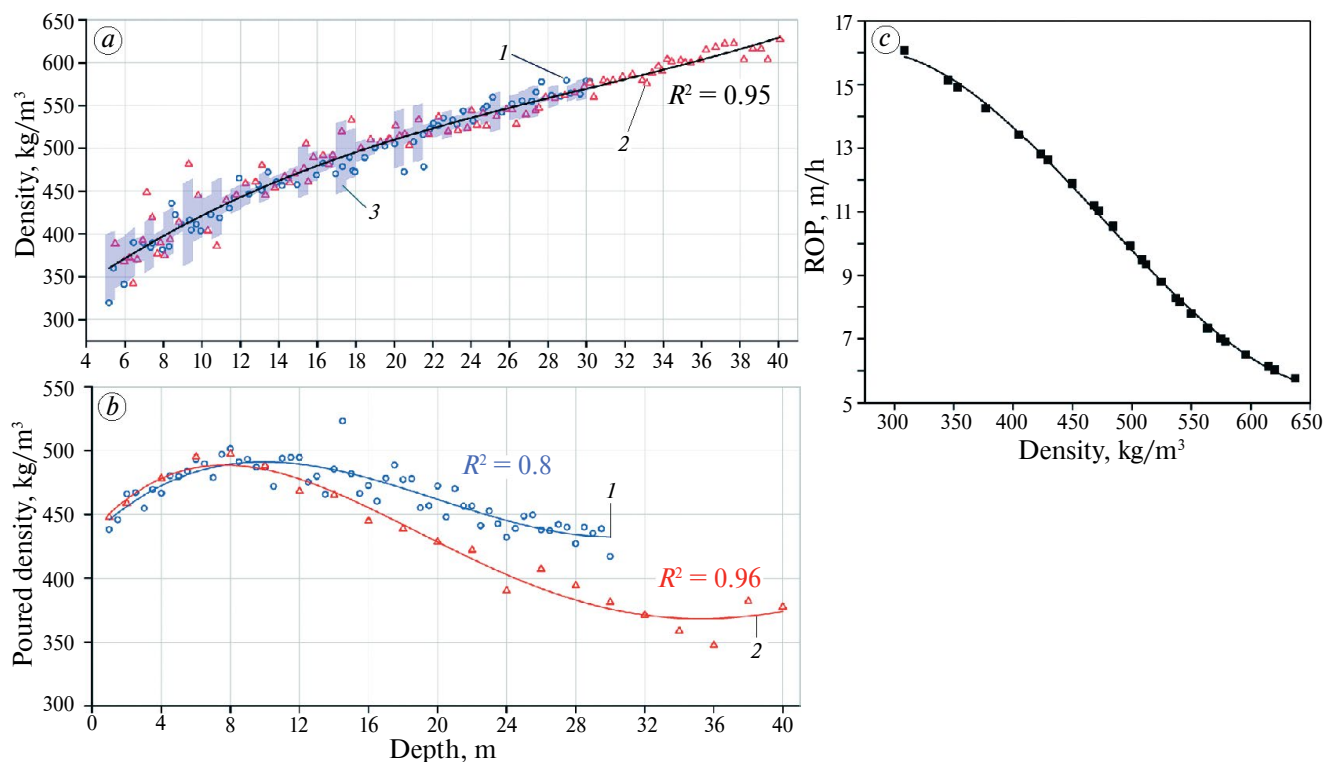 a
Density, kg/m³
650
600
550
500
450
400
350
300
1
R² = 0.95
2
3
4 6 8 10 12 14 16 18 20 22 24 26 28 30 32 34 36 38 40
b
Poured density, kg/m³
550
500
450
400
350
300
R² = 0.8
1
R² = 0.96
2
0 4 8 12 16 20 24 28 32 36 40
Depth, m
c
ROP, m/h
17
15
13
11
9
7
5
300 350 400 450 500 550 600 650
Density, kg/m³